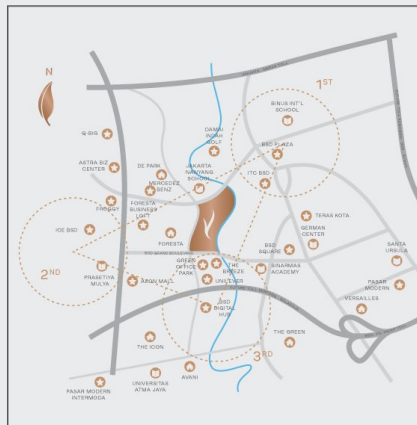 N
1ST
BINUS INT'L
SCHOOL
DAMAI
INDAH
GOLF
Q-BIG
BSD PLAZA
ASTRA BIZ
CENTER
DE PARK
MERCEDEZ
BENZ
JAKARTA
NANYANG
SCHOOL
ITC BSD
FORESTA
BUSINESS
LOFT
FROGGY
TERAS KOTA
ICE BSD
FORESTA
GERMAN
CENTER
BSD
SQUARE
SANTA
URSULA
2ND
PRASETIYA
MULYA
GREEN
OFFICE
PARK
THE
BREEZE
SINARMAS
ACADEMY
AEON MALL
UNILEVER
PASAR
MODERN
VERSAILLES
BSD
DIGITAL
HUB
THE GREEN
THE ICON
3RD
AVANI
PASAR MODERN
INTERMODA
UNIVERSITAS
ATMA JAYA